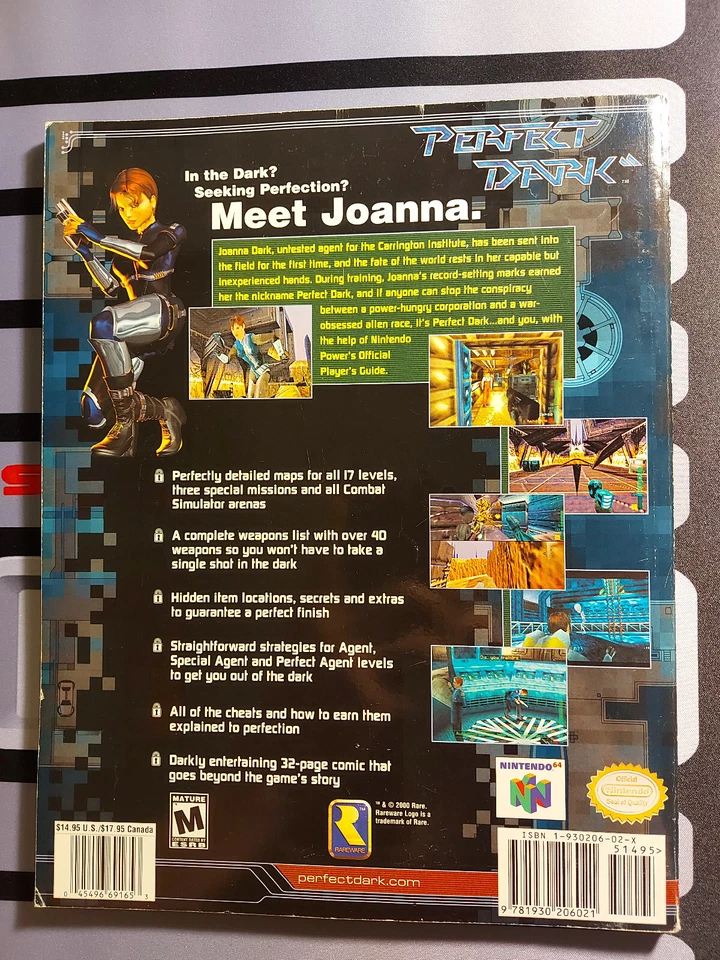 PERFECT
DARK™
In the Dark?
Seeking Perfection?
Meet Joanna.
Joanna Dark, untested agent for the Carrington Institute, has been sent into
the field for the first time, and the fate of the world rests in her capable but
inexperienced hands. During training, Joanna's record-setting marks earned
her the nickname Perfect Dark, and if anyone can stop the conspiracy
between a power-hungry corporation and a war-
obsessed alien race, it's Perfect Dark...and you, with
the help of Nintendo
Power's Official
Player's Guide.
Perfectly detailed maps for all 17 levels,
three special missions and all Combat
Simulator arenas
A complete weapons list with over 40
weapons so you won't have to take a
single shot in the dark
Hidden item locations, secrets and extras
to guarantee a perfect finish
Straightforward strategies for Agent,
Special Agent and Perfect Agent levels
to get you out of the dark
All of the cheats and how to earn them
explained to perfection
Darkly entertaining 32-page comic that
goes beyond the game's story
MATURE
M
CONTENT RATED BY
ESRB
R™
RAREWARE
™ & © 2000 Rare.
Rareware Logo is a
trademark of Rare.
NINTENDO64
N
Official
Nintendo
Seal of Quality
$14.95 U.S./$17.95 Canada
0 45496 69165 3
perfectdark.com
ISBN 1-930206-02-X
51495>
9 781930 206021
S